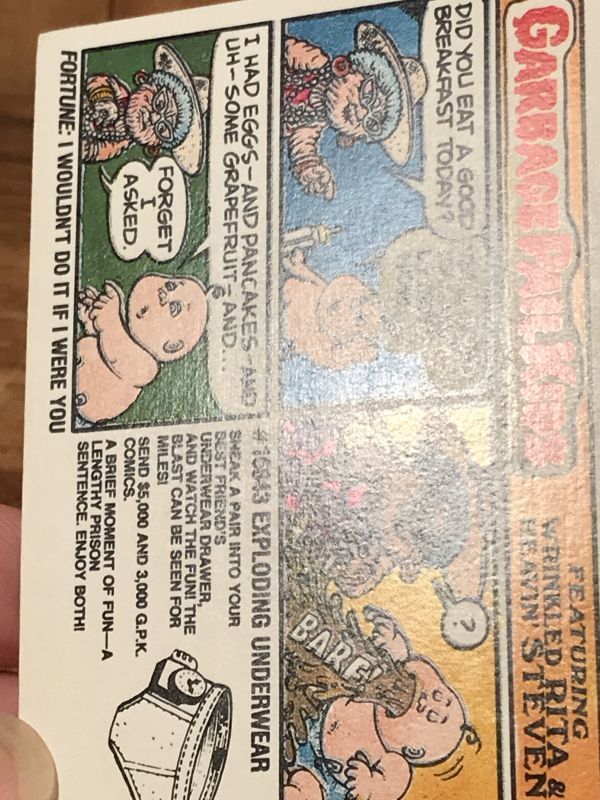 GARBAGE PAIL KIDS
FEATURING
WRINKLED RITA &
HEAVIN' STEVEN
DID YOU EAT A GOOD
BREAKFAST TODAY?
?
BARF!
I HAD EGGS-AND PANCAKES-AND
UH-SOME GRAPEFRUIT-AND...
FORGET
I
ASKED.
FORTUNE: I WOULDN'T DO IT IF I WERE YOU
EXPLODING UNDERWEAR
SNEAK A PAIR INTO YOUR
BEST FRIEND'S
UNDERWEAR DRAWER,
AND WATCH THE FUN! THE
BLAST CAN BE SEEN FOR
MILES!
SEND $5,000 AND 3,000 G.P.K.
COMICS.
A BRIEF MOMENT OF FUN—A
LENGTHY PRISON
SENTENCE. ENJOY BOTH!